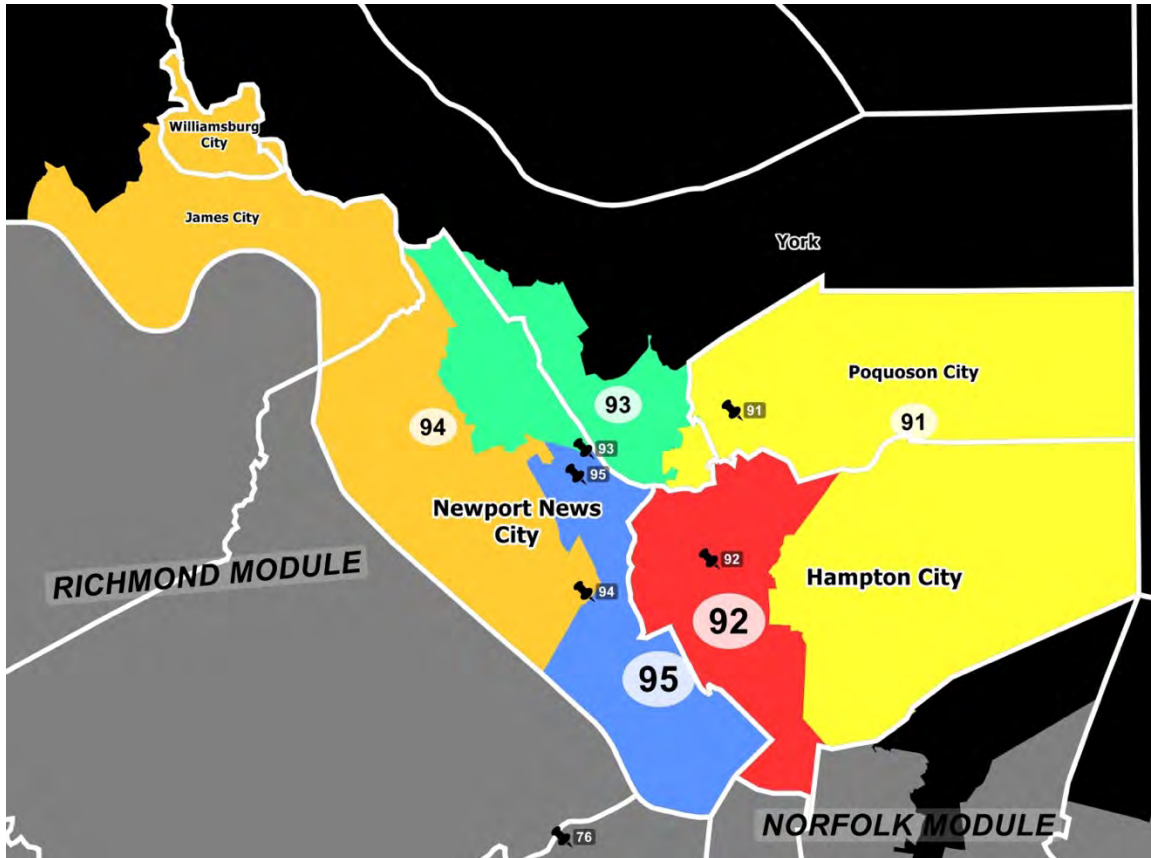 Williamsburg
City
James City
York
Poquoson City
91
91
93
94
93
95
Newport News
City
RICHMOND MODULE
92
Hampton City
94
92
95
NORFOLK MODULE
76